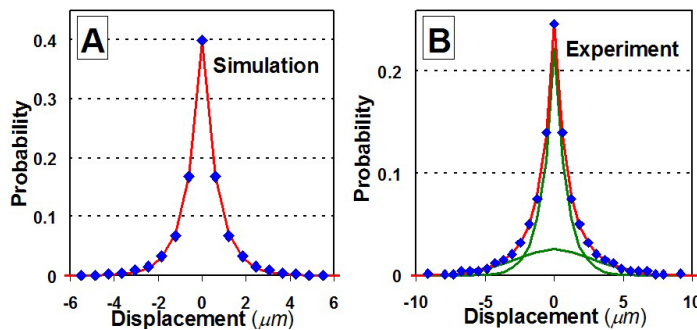 A
Simulation
Probability
0.4
0.3
0.2
0.1
0
-6 -4 -2 0 2 4 6
Displacement (μm)
B
Experiment
Probability
0.2
0.1
0
-10 -5 0 5 10
Displacement (μm)